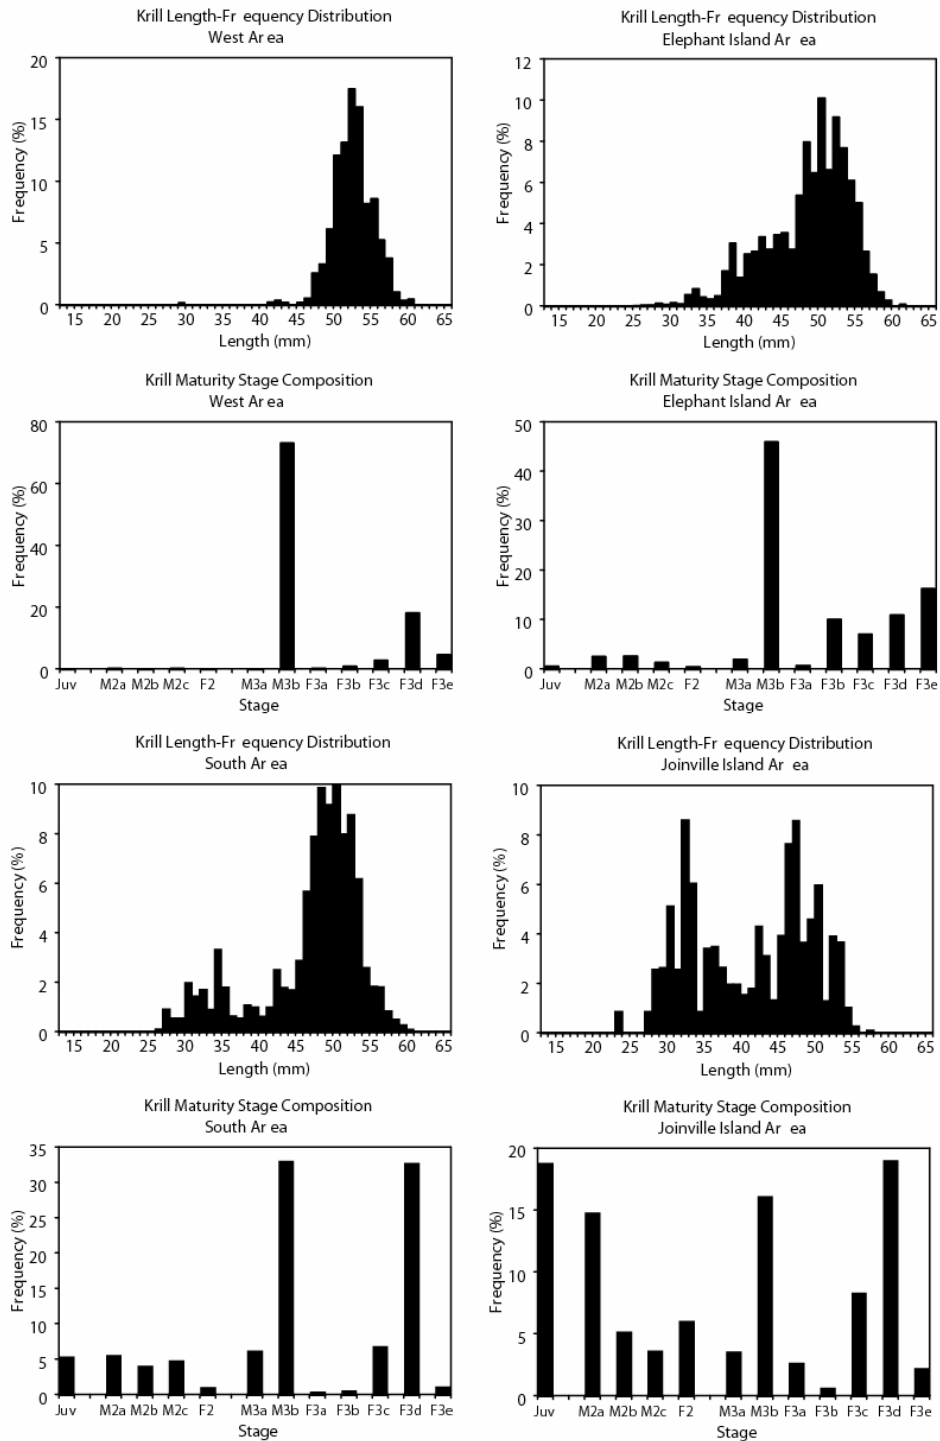 Krill Length-Fr equency Distribution
West Ar ea
20
15
10
5
0
Frequency (%)
15 20 25 30 35 40 45 50 55 60 65
Length (mm)
Krill Length-Fr equency Distribution
Elephant Island Ar ea
12
10
8
6
4
2
0
Frequency (%)
15 20 25 30 35 40 45 50 55 60 65
Length (mm)
Krill Maturity Stage Composition
West Ar ea
80
60
40
20
0
Frequency (%)
Juv M2a M2b M2c F2 M3a M3b F3a F3b F3c F3d F3e
Stage
Krill Maturity Stage Composition
Elephant Island Ar ea
50
40
30
20
10
0
Frequency (%)
Juv M2a M2b M2c F2 M3a M3b F3a F3b F3c F3d F3e
Stage
Krill Length-Fr equency Distribution
South Ar ea
10
8
6
4
2
0
Frequency (%)
15 20 25 30 35 40 45 50 55 60 65
Length (mm)
Krill Length-Fr equency Distribution
Joinville Island Ar ea
10
8
6
4
2
0
Frequency (%)
15 20 25 30 35 40 45 50 55 60 65
Length (mm)
Krill Maturity Stage Composition
South Ar ea
35
30
25
20
15
10
5
0
Frequency (%)
Juv M2a M2b M2c F2 M3a M3b F3a F3b F3c F3d F3e
Stage
Krill Maturity Stage Composition
Joinville Island Ar ea
20
15
10
5
0
Frequency (%)
Juv M2a M2b M2c F2 M3a M3b F3a F3b F3c F3d F3e
Stage